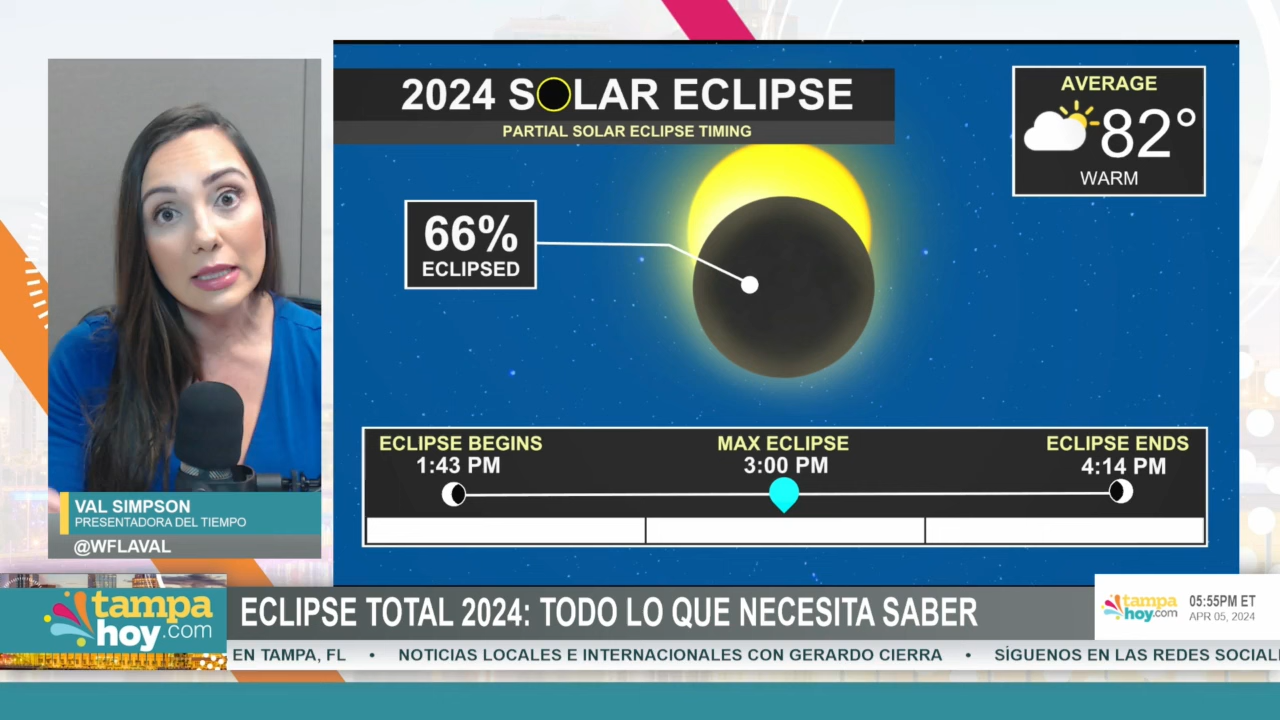 2024 SOLAR ECLIPSE
PARTIAL SOLAR ECLIPSE TIMING
AVERAGE
82°
WARM
66%
ECLIPSED
ECLIPSE BEGINS
1:43 PM
MAX ECLIPSE
3:00 PM
ECLIPSE ENDS
4:14 PM
VAL SIMPSON
PRESENTADORA DEL TIEMPO
@WFLAVAL
tampa
hoy.com
ECLIPSE TOTAL 2024: TODO LO QUE NECESITA SABER
tampa
hoy.com
05:55PM ET
APR 05, 2024
EN TAMPA, FL • NOTICIAS LOCALES E INTERNACIONALES CON GERARDO CIERRA • SÍGUENOS EN LAS REDES SOCIAL